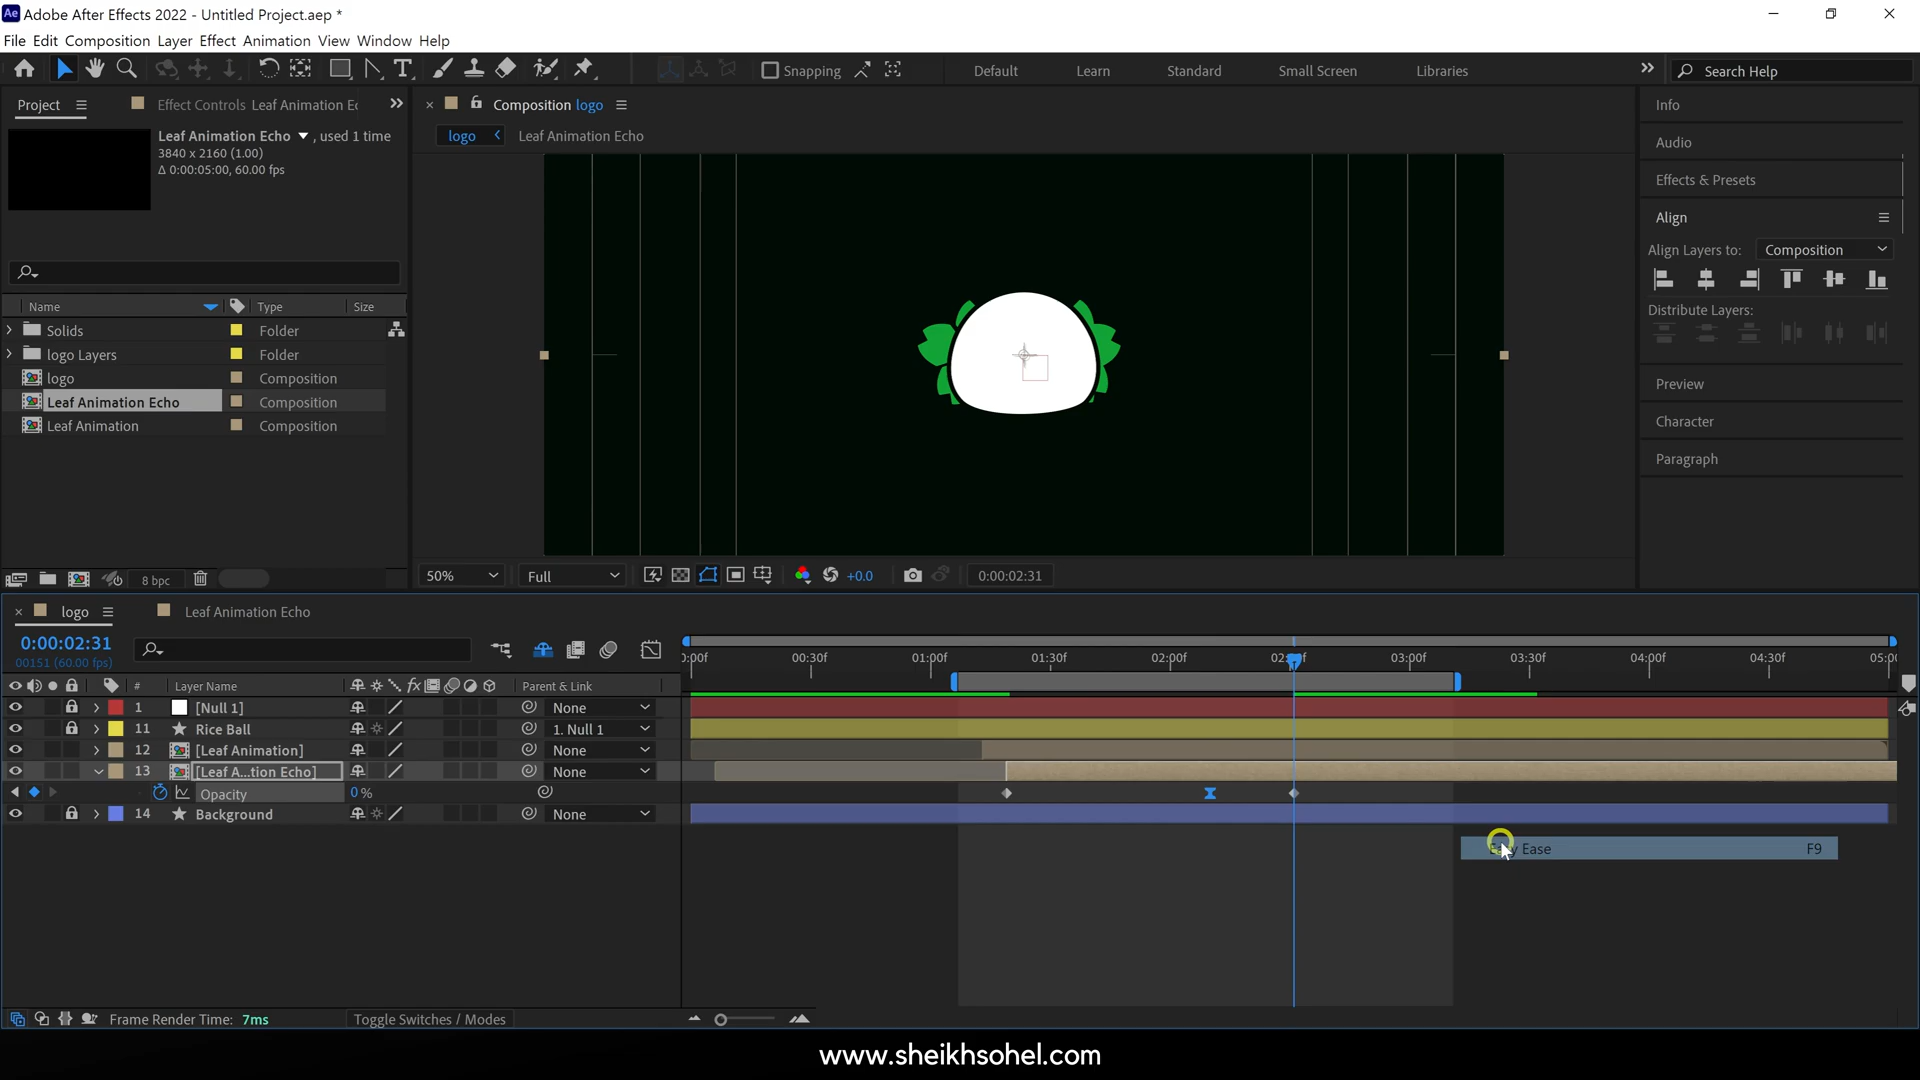 Adobe After Effects 2022 - Untitled Project.aep *
File Edit Composition Layer Effect Animation View Window Help
Snapping
Default
Learn
Standard
Small Screen
Libraries
Search Help
Project
Effect Controls Leaf Animation Ec
Composition logo
Leaf Animation Echo , used 1 time
3840 x 2160 (1.00)
Δ 0:00:05:00, 60.00 fps
logo
Leaf Animation Echo
Info
Audio
Effects & Presets
Align
Align Layers to: Composition
Distribute Layers:
Preview
Character
Paragraph
Name Type Size
Solids Folder
logo Layers Folder
logo Composition
Leaf Animation Echo Composition
Leaf Animation Composition
8 bpc
50% Full +0.0 0:00:02:31
logo Leaf Animation Echo
0:00:02:31
00151 (60.00 fps)
00:30f 01:00f 01:30f 02:00f 03:00f 03:30f 04:00f 04:30f
# Layer Name fx Parent & Link
1 [Null 1] None
11 Rice Ball 1. Null 1
12 [Leaf Animation] None
13 [Leaf A...tion Echo] None
Opacity 0 %
14 Background None
Ease F9
Frame Render Time: 7ms Toggle Switches / Modes
www.sheikhsohel.com